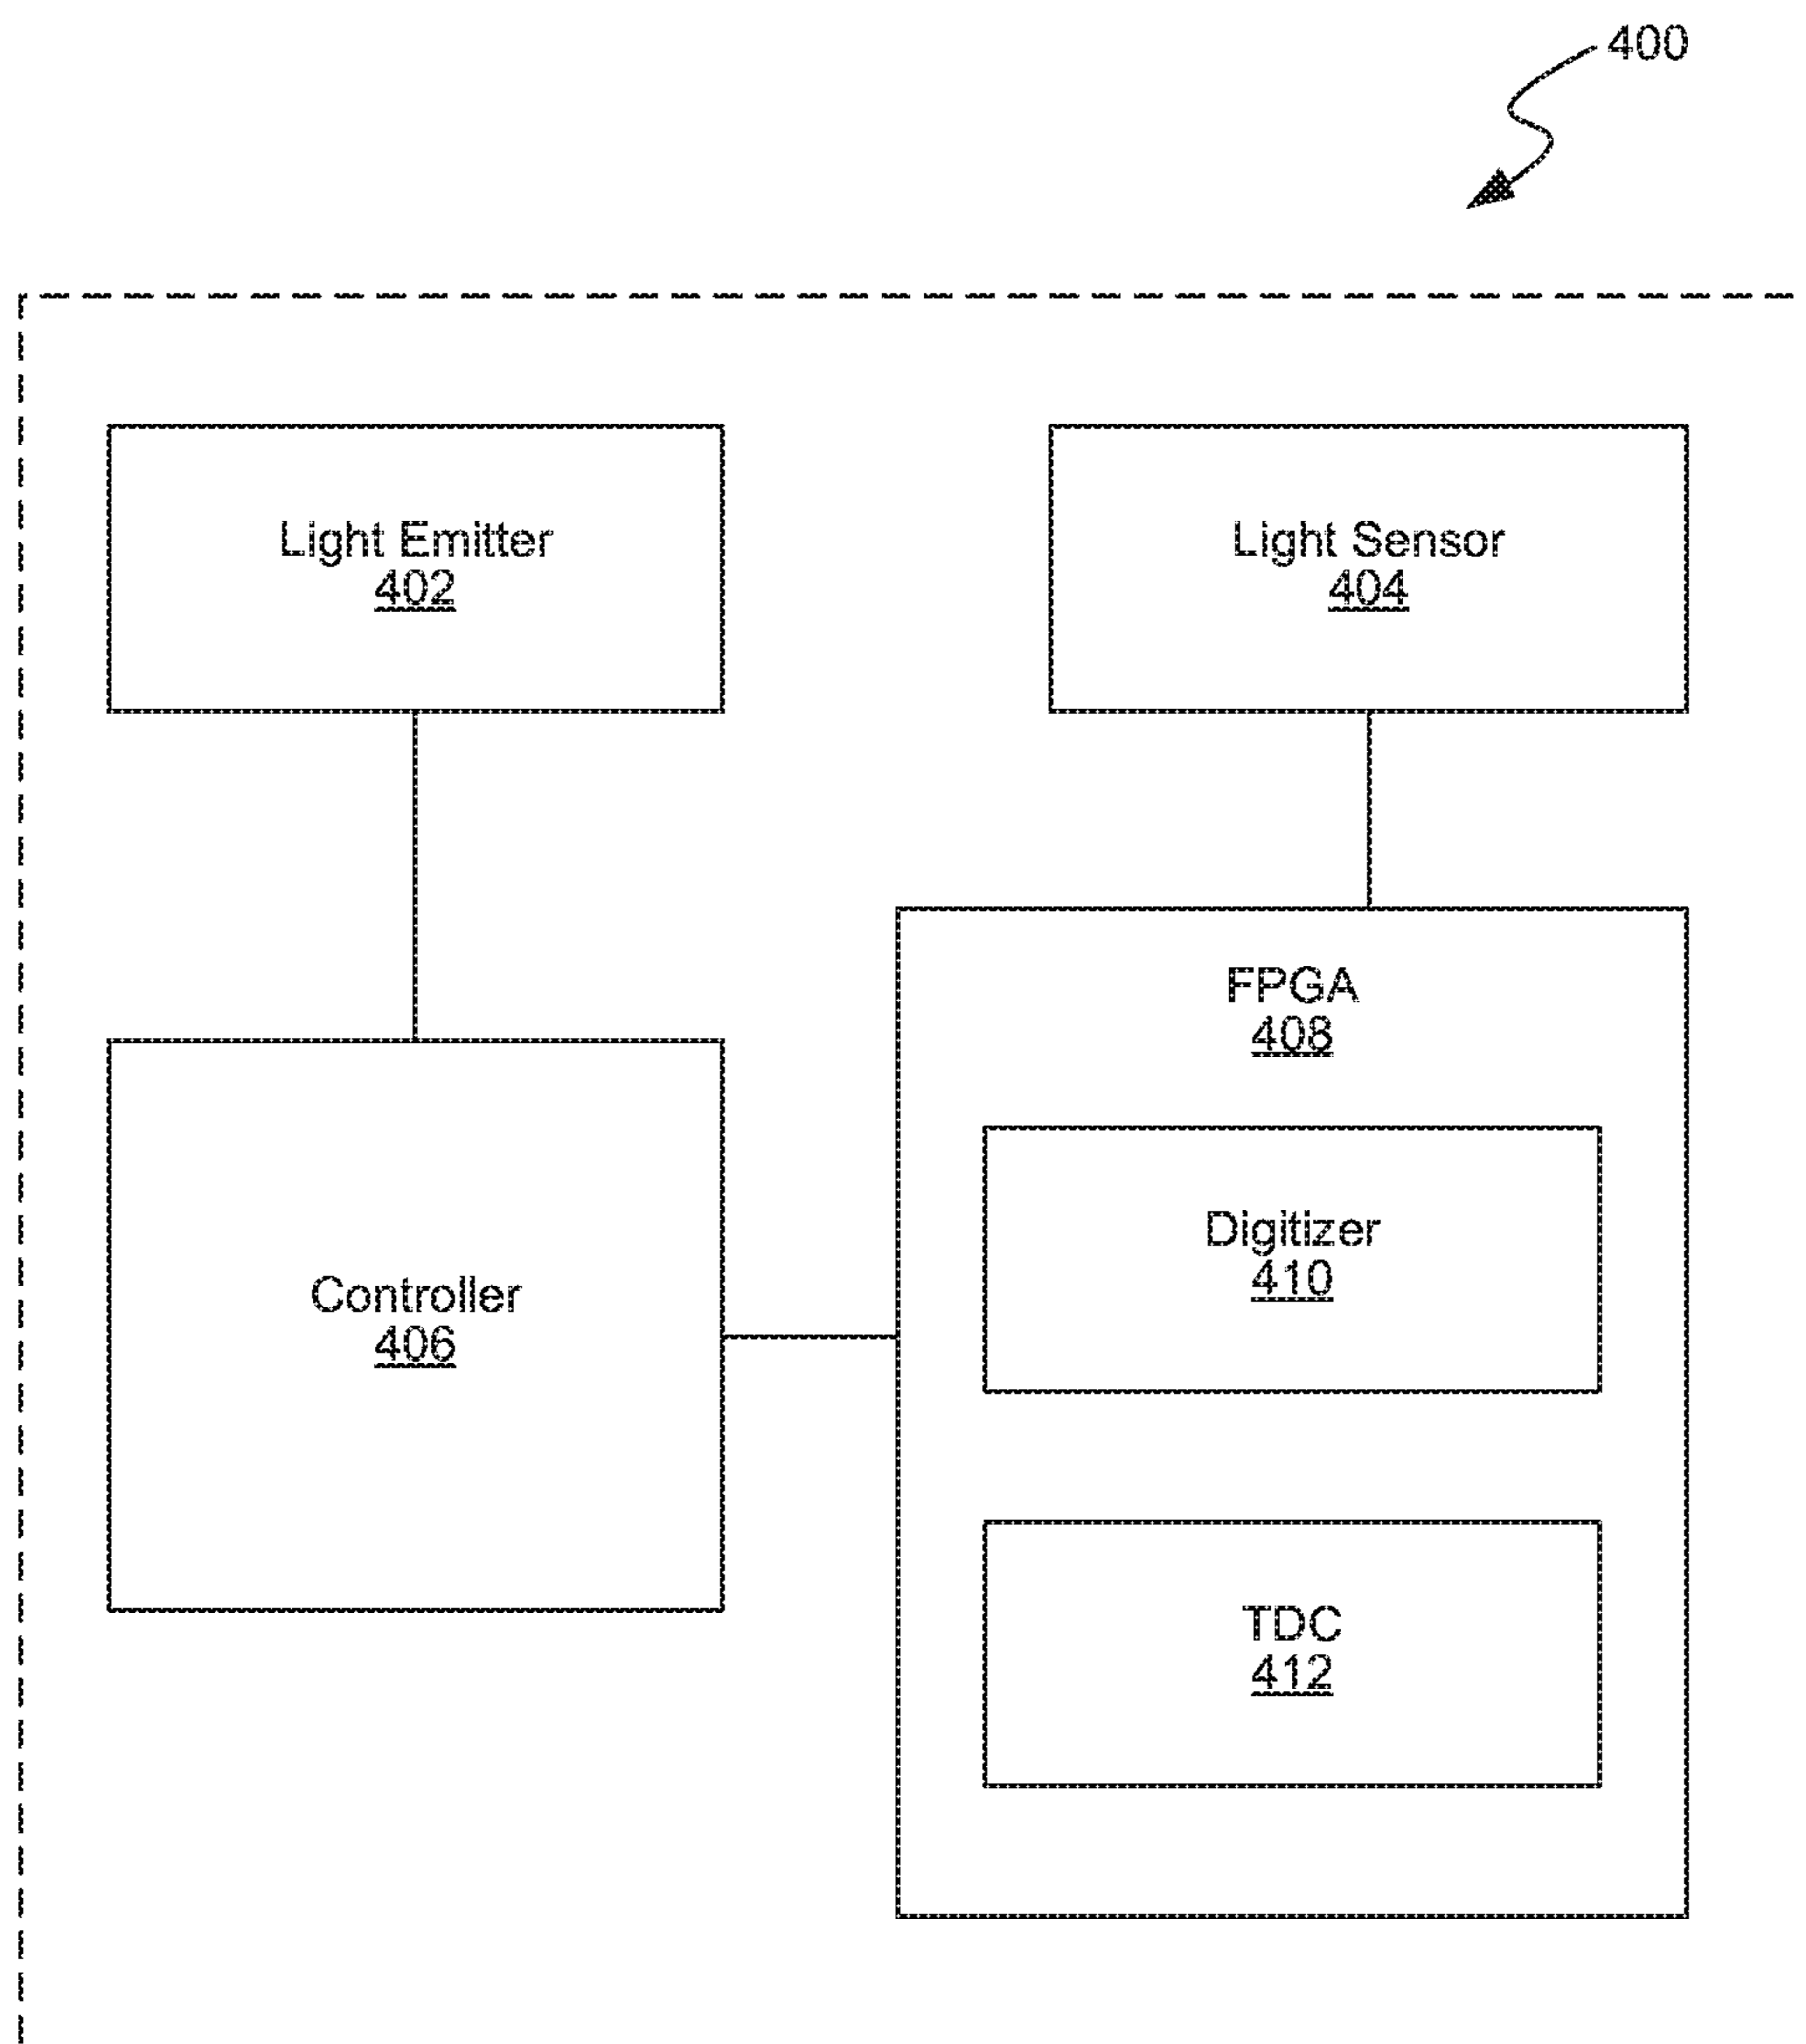 400
Light Emitter
402
Light Sensor
404
FPGA
408
Digitizer
410
Controller
406
TDC
412